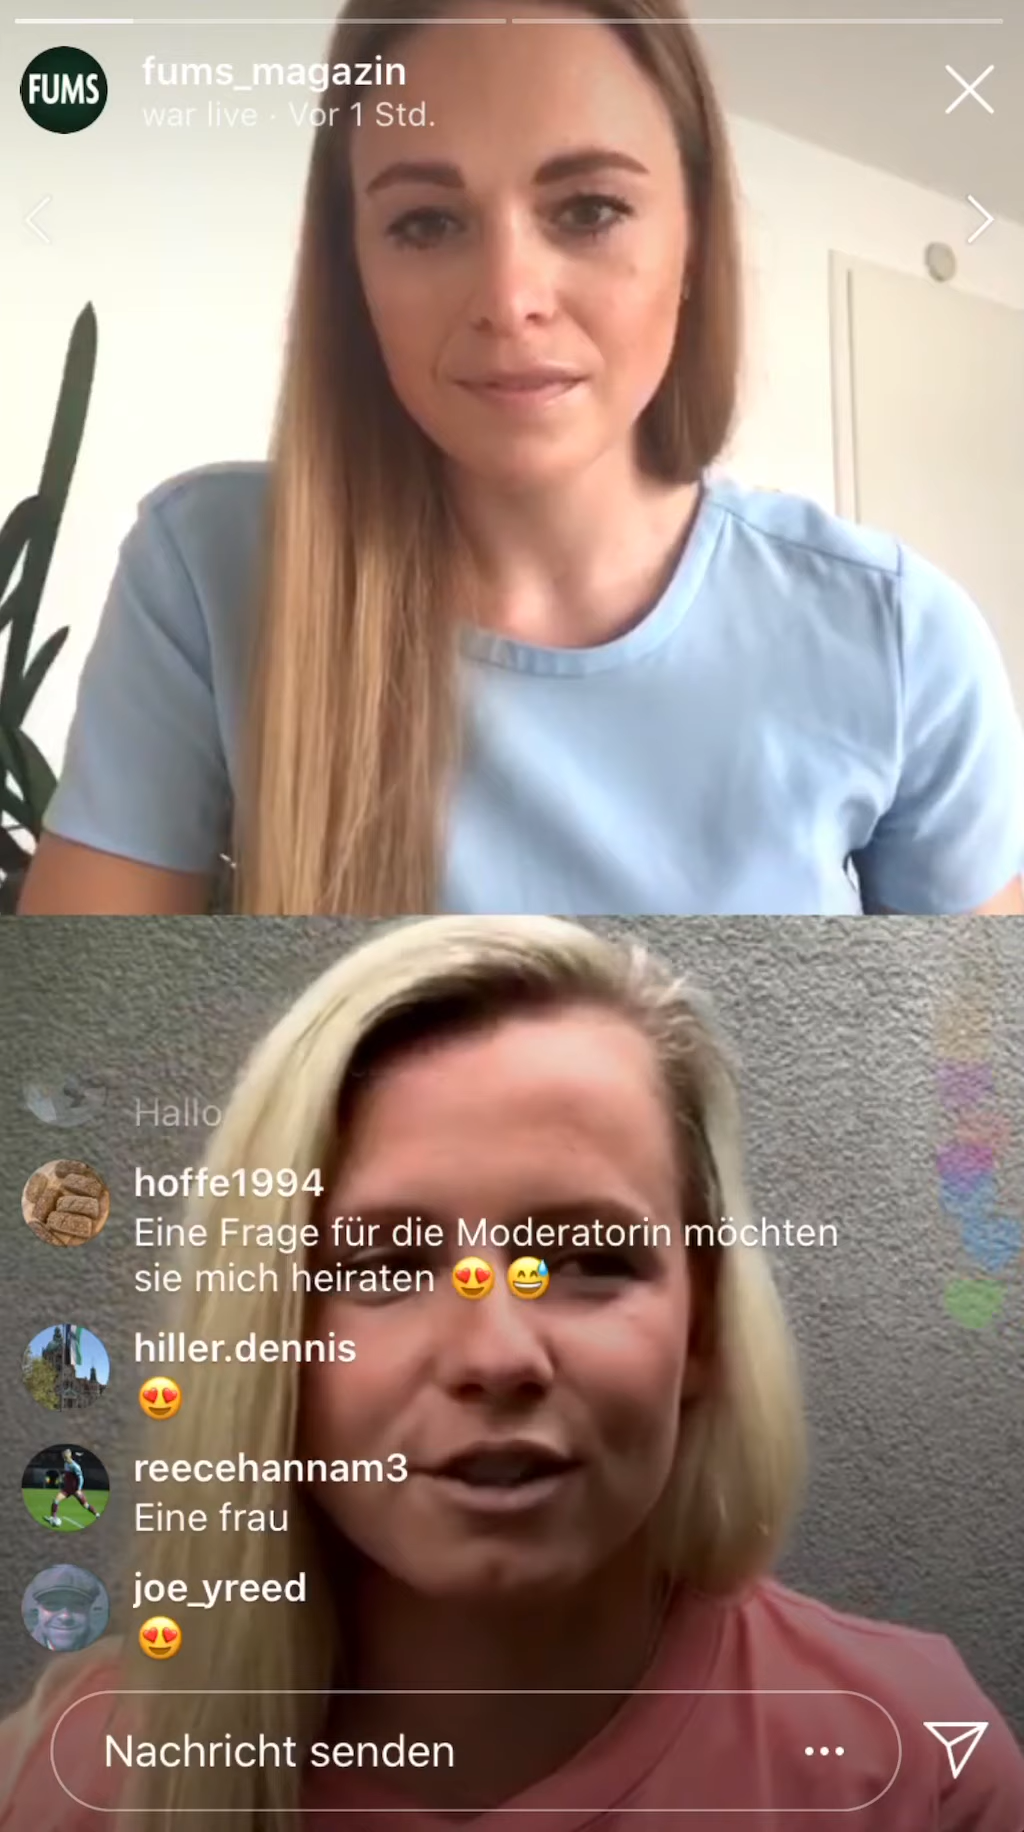 FUMS
fums_magazin
war live · Vor 1 Std.
Hallo
hoffe1994
Eine Frage für die Moderatorin möchten
sie mich heiraten 😍 😅
hiller.dennis
😍
reecehannam3
Eine frau
joe_yreed
😍
Nachricht senden